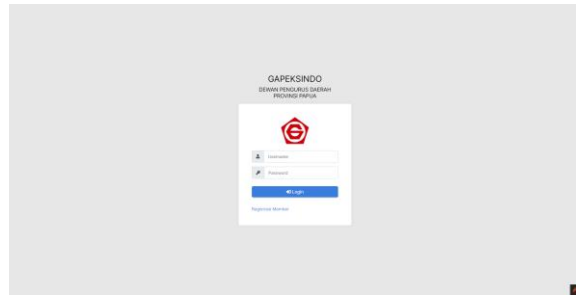 GAPEKSINDO
DEWAN PENGURUS DAERAH
PROVINSI PAPUA
Username
Password
Login
Registrasi Member